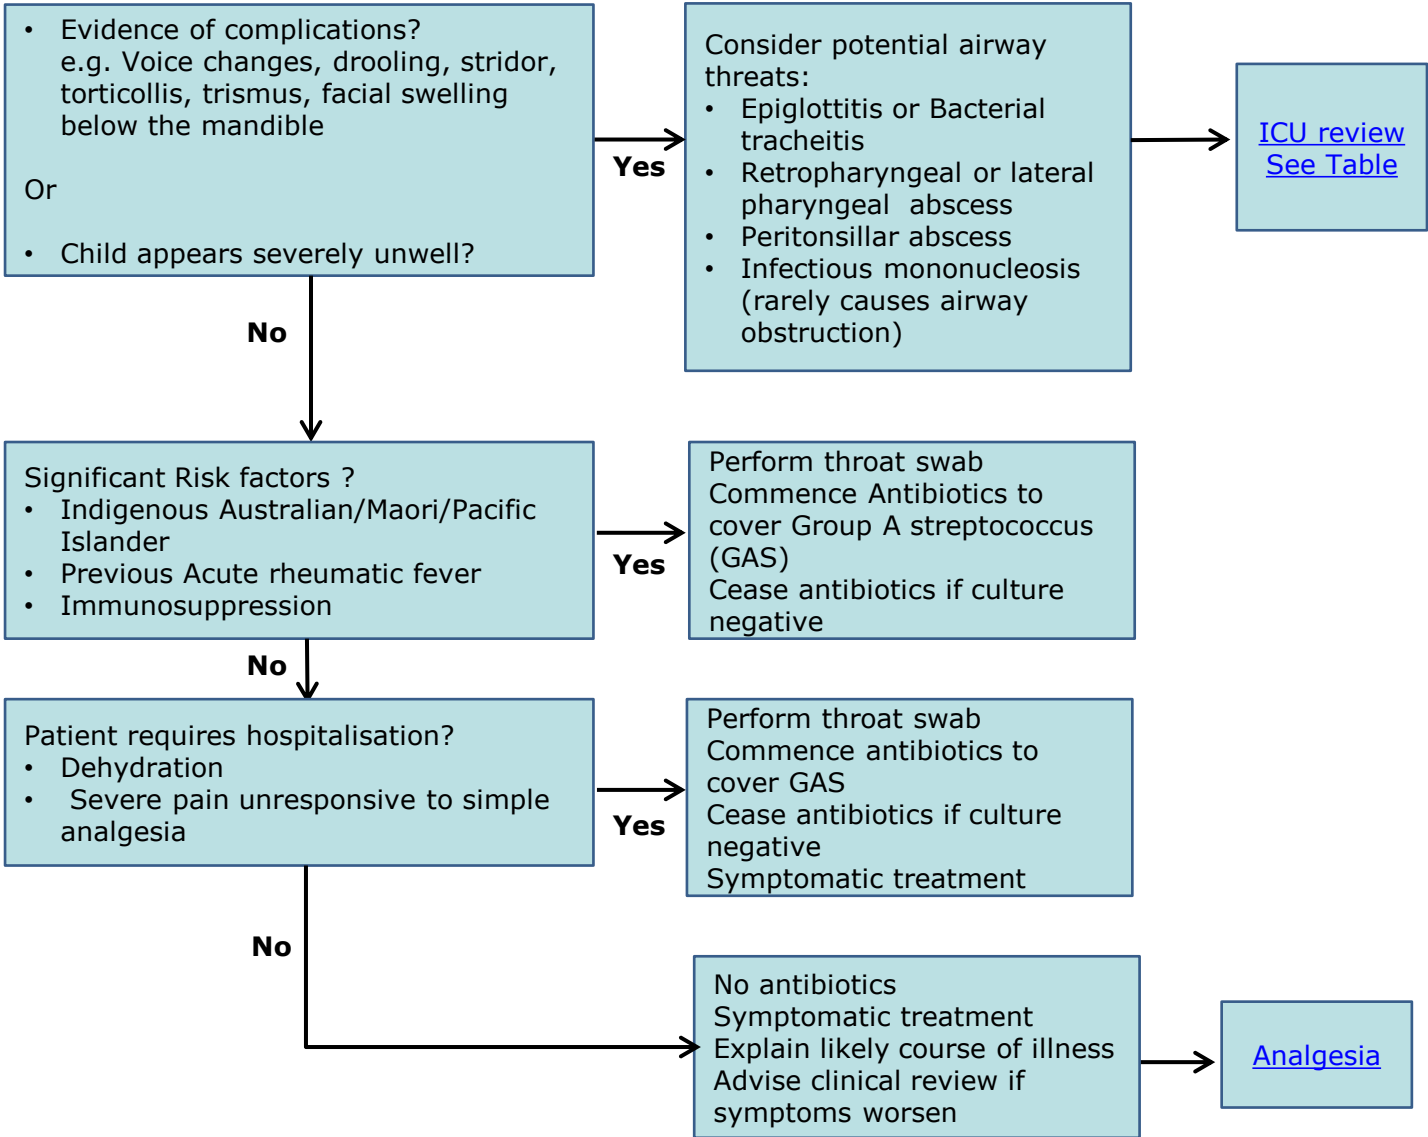 • Evidence of complications?
e.g. Voice changes, drooling, stridor,
torticollis, trismus, facial swelling
below the mandible
Or
• Child appears severely unwell?
Yes
Consider potential airway
threats:
• Epiglottitis or Bacterial
tracheitis
• Retropharyngeal or lateral
pharyngeal abscess
• Peritonsillar abscess
• Infectious mononucleosis
(rarely causes airway
obstruction)
ICU review
See Table
No
Significant Risk factors ?
• Indigenous Australian/Maori/Pacific
Islander
• Previous Acute rheumatic fever
• Immunosuppression
Yes
Perform throat swab
Commence Antibiotics to
cover Group A streptococcus
(GAS)
Cease antibiotics if culture
negative
No
Patient requires hospitalisation?
• Dehydration
• Severe pain unresponsive to simple
analgesia
Yes
Perform throat swab
Commence antibiotics to
cover GAS
Cease antibiotics if culture
negative
Symptomatic treatment
No
No antibiotics
Symptomatic treatment
Explain likely course of illness
Advise clinical review if
symptoms worsen
Analgesia